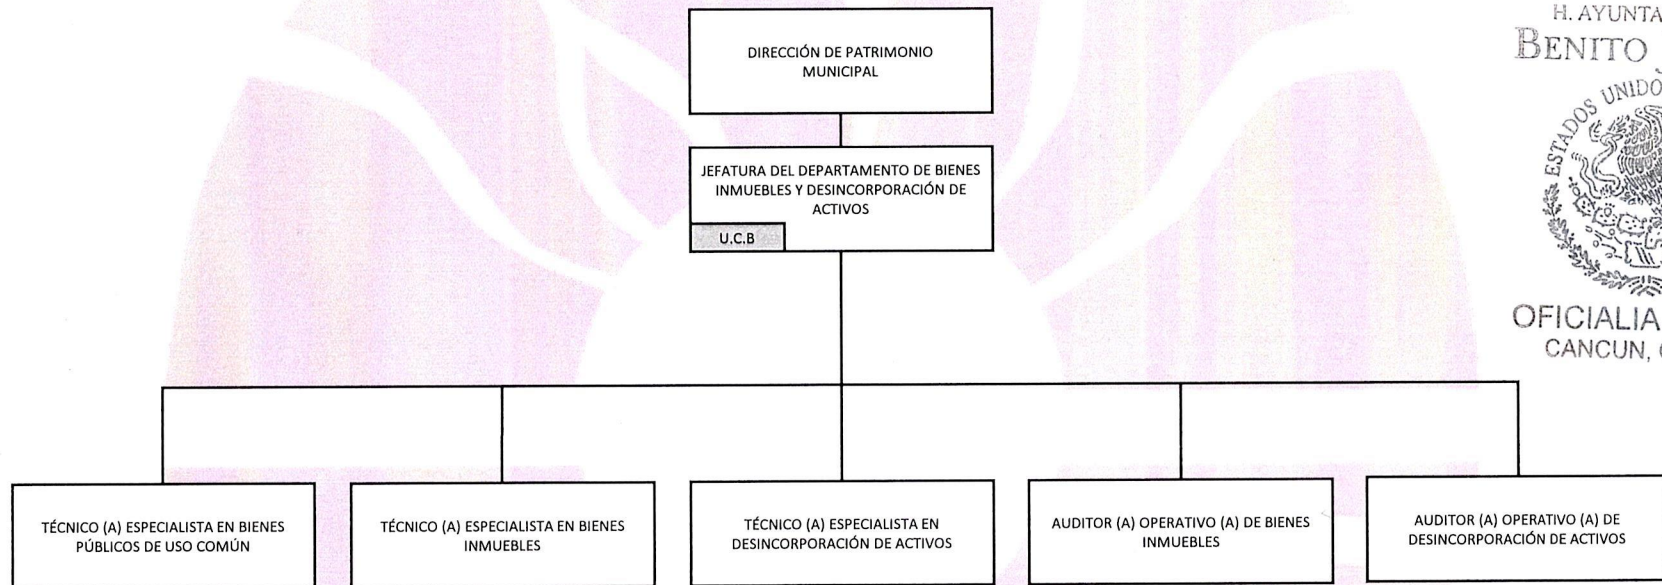 H. AYUNTA
BENITO J
ESTADOS UNIDO
OFICIALIA
CANCUN,
DIRECCIÓN DE PATRIMONIO
MUNICIPAL
JEFATURA DEL DEPARTAMENTO DE BIENES
INMUEBLES Y DESINCORPORACIÓN DE
ACTIVOS
U.C.B
TÉCNICO (A) ESPECIALISTA EN BIENES
PÚBLICOS DE USO COMÚN
TÉCNICO (A) ESPECIALISTA EN BIENES
INMUEBLES
TÉCNICO (A) ESPECIALISTA EN
DESINCORPORACIÓN DE ACTIVOS
AUDITOR (A) OPERATIVO (A) DE BIENES
INMUEBLES
AUDITOR (A) OPERATIVO (A) DE
DESINCORPORACIÓN DE ACTIVOS